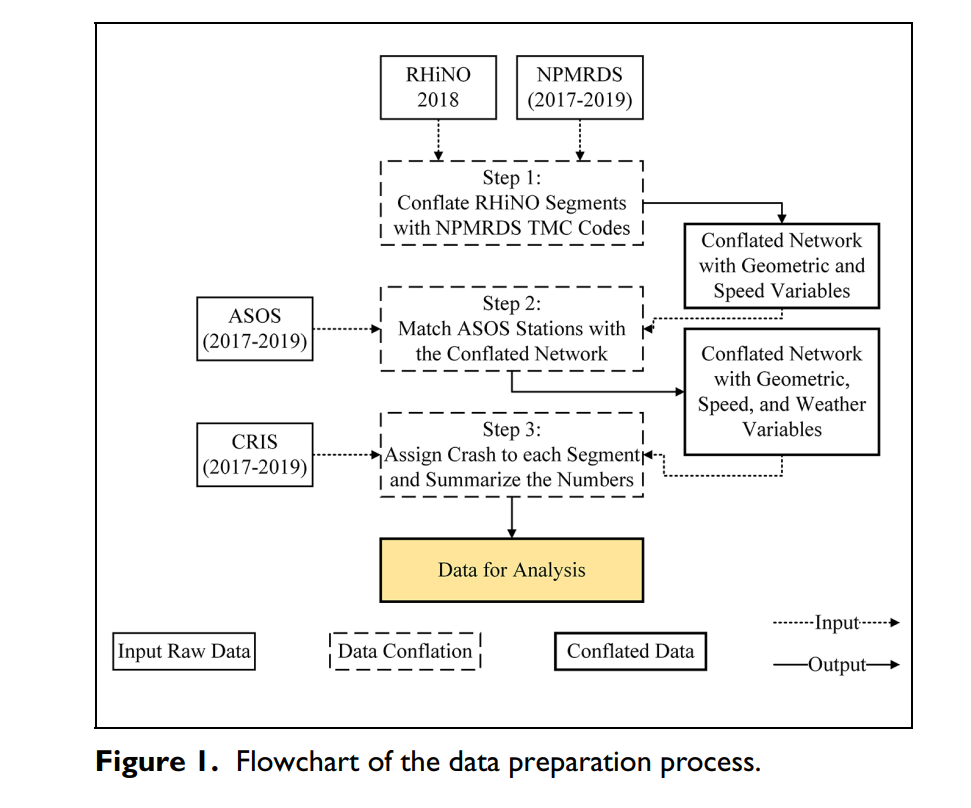 RHiNO
2018
NPMRDS
(2017-2019)
Step 1:
Conflate RHiNO Segments
with NPMRDS TMC Codes
Conflated Network
with Geometric and
Speed Variables
ASOS
(2017-2019)
Step 2:
Match ASOS Stations with
the Conflated Network
Conflated Network
with Geometric,
Speed, and Weather
Variables
CRIS
(2017-2019)
Step 3:
Assign Crash to each Segment
and Summarize the Numbers
Data for Analysis
Input Raw Data
Data Conflation
Conflated Data
Input
Output
Figure 1. Flowchart of the data preparation process.